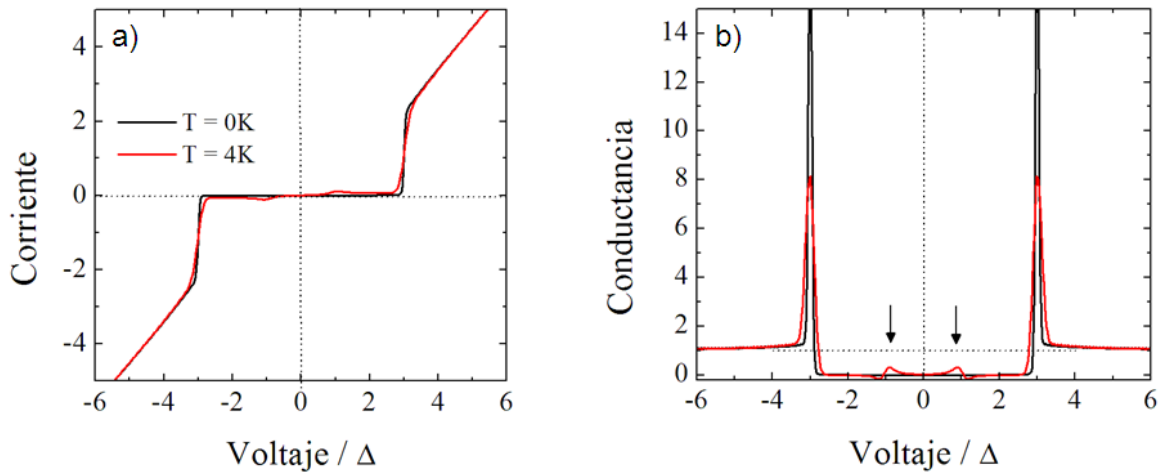 a)
4
2
0
-2
-4
T = 0K
T = 4K
Corriente
-6 -4 -2 0 2 4 6
Voltaje / Δ
b)
14
12
10
8
6
4
2
0
Conductancia
-6 -4 -2 0 2 4 6
Voltaje / Δ